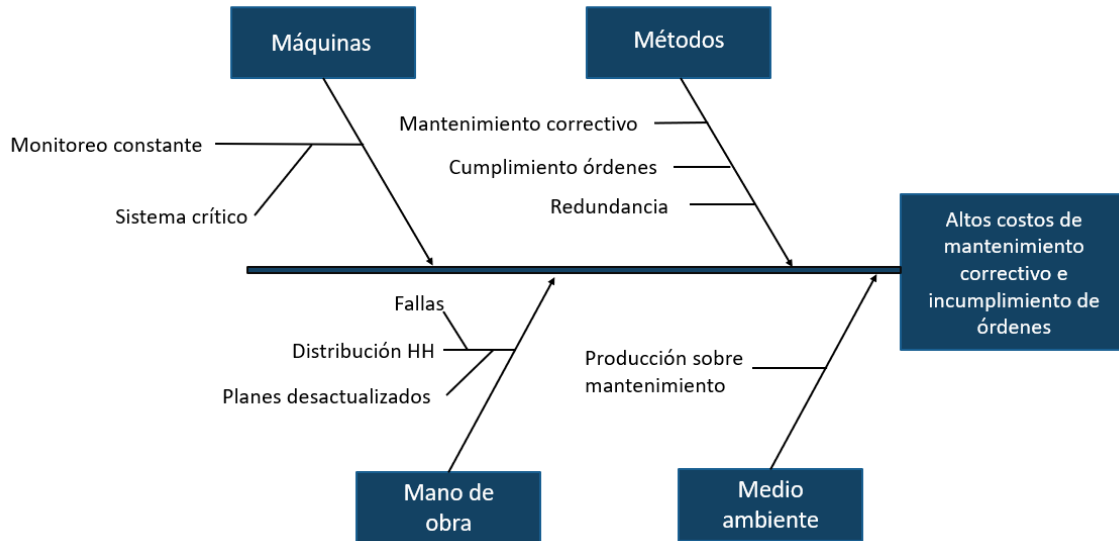 Máquinas
Métodos
Monitoreo constante
Sistema crítico
Mantenimiento correctivo
Cumplimiento órdenes
Redundancia
Altos costos de
mantenimiento
correctivo e
incumplimiento de
órdenes
Fallas
Distribución HH
Planes desactualizados
Producción sobre
mantenimiento
Mano de
obra
Medio
ambiente